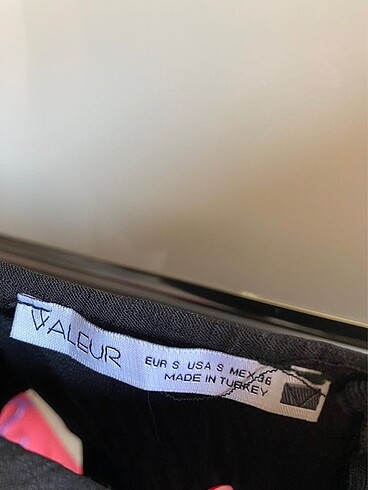 VALEUR
EUR S USA S MEX 36
MADE IN TURKEY